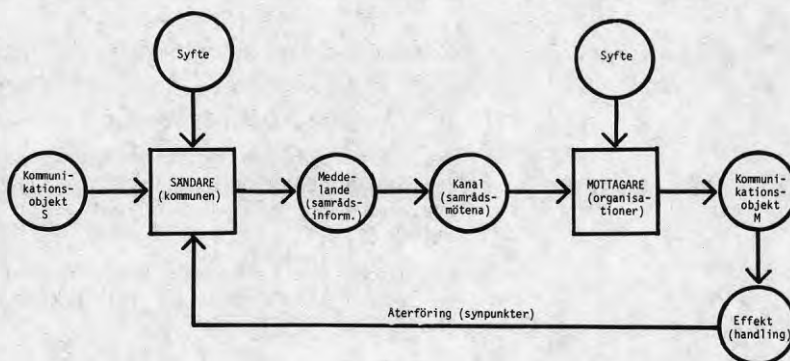 Syfte
Syfte
Kommuni-
kations-
objekt
S
SÄNDARE
(kommunen)
Medde-
lande
(samråds-
inform.)
Kanal
(samråds-
mötena)
MOTTAGARE
(organisa-
tioner)
Kommuni-
kations-
objekt
M
Återföring (synpunkter)
Effekt
(handling)